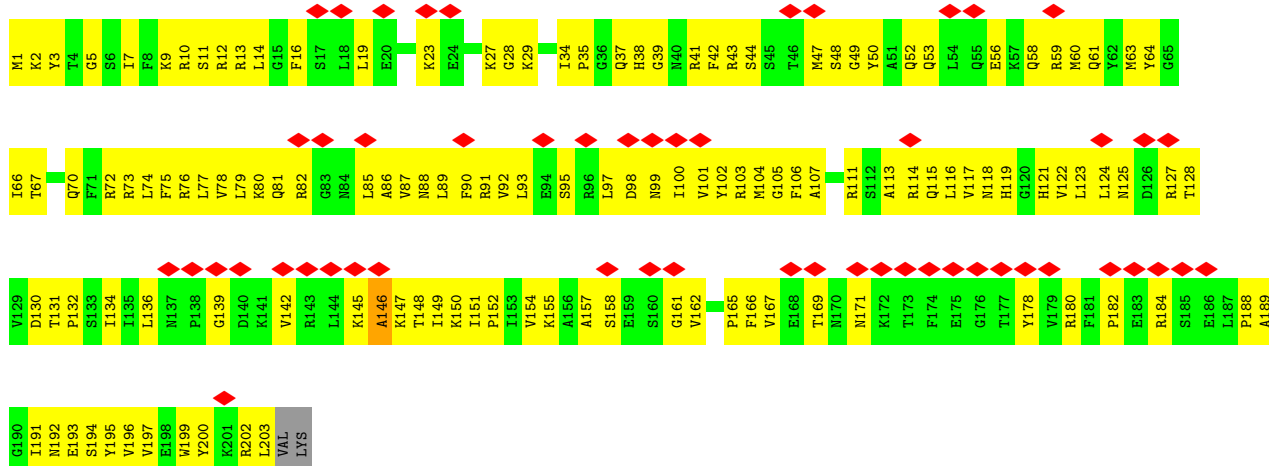 M1 K2 Y3 T4 G5 S6 I7 F8 K9 R10 S11 R12 R13 L14 G15 F16 S17 L18 L19 E20 K23 E24 K27 G28 K29 I34 P35 G36 Q37 H38 G39 N40 R41 F42 R43 S44 S45 T46 M47 S48 G49 Y50 A51 Q52 Q53 L54 Q55 E56 K57 Q58 R59 M60 Q61 Y62 M63 Y64 G65
I66 T67 Q70 F71 R72 R73 L74 F75 R76 L77 V78 L79 K80 Q81 R82 G83 N84 L85 A86 V87 N88 L89 F90 R91 V92 L93 E94 S95 R96 L97 D98 N99 I100 V101 Y102 R103 M104 G105 F106 A107 R111 S112 A113 R114 Q115 L116 V117 N118 H119 G120 H121 V122 L123 L124 N125 D126 R127 T128
V129 D130 T131 P132 S133 I134 I135 L136 N137 P138 G139 D140 K141 V142 R143 L144 K145 A146 K147 T148 I149 K150 I151 P152 I153 V154 K155 A156 A157 S158 E159 S160 G161 V162 P165 F166 V167 E168 T169 N170 N171 K172 T173 F174 E175 G176 T177 Y178 V179 R180 F181 P182 E183 R184 S185 E186 L187 P188 A189
G190 I191 N192 E193 S194 Y195 V196 V197 E198 W199 Y200 K201 R202 L203 VAL LYS